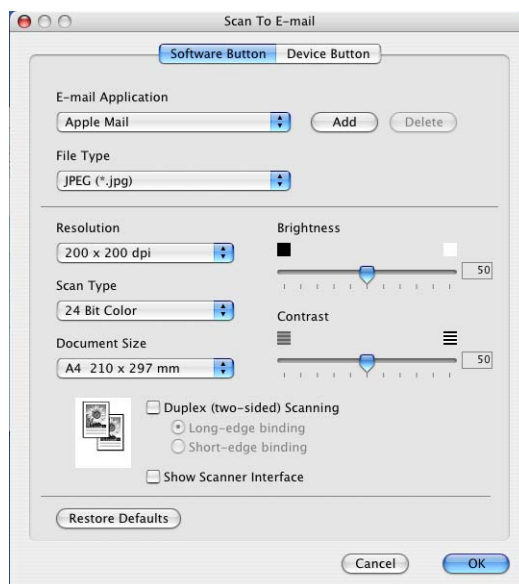 Scan To E-mail
Software Button Device Button
E-mail Application
Apple Mail Add Delete
File Type
JPEG (*.jpg)
Resolution Brightness
200 x 200 dpi 50
Scan Type
24 Bit Color Contrast
Document Size
A4 210 x 297 mm 50
Duplex (two-sided) Scanning
Long-edge binding
Short-edge binding
Show Scanner Interface
Restore Defaults
Cancel OK